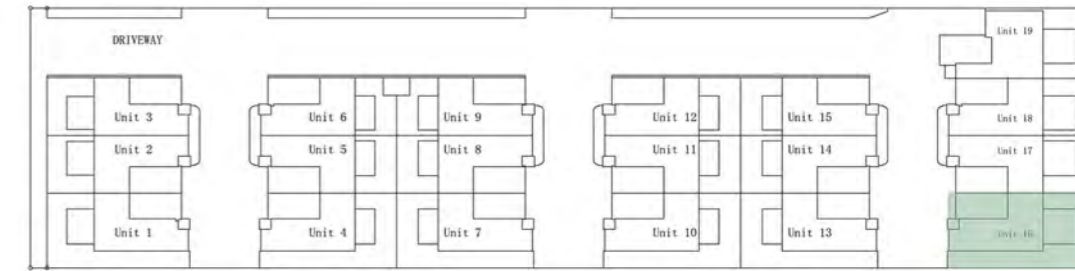 Unit 19
DRIVEWAY
Unit 3 Unit 6 Unit 9 Unit 12 Unit 15 Unit 18
Unit 2 Unit 5 Unit 8 Unit 11 Unit 14 Unit 17
Unit 1 Unit 4 Unit 7 Unit 10 Unit 13 Unit 16